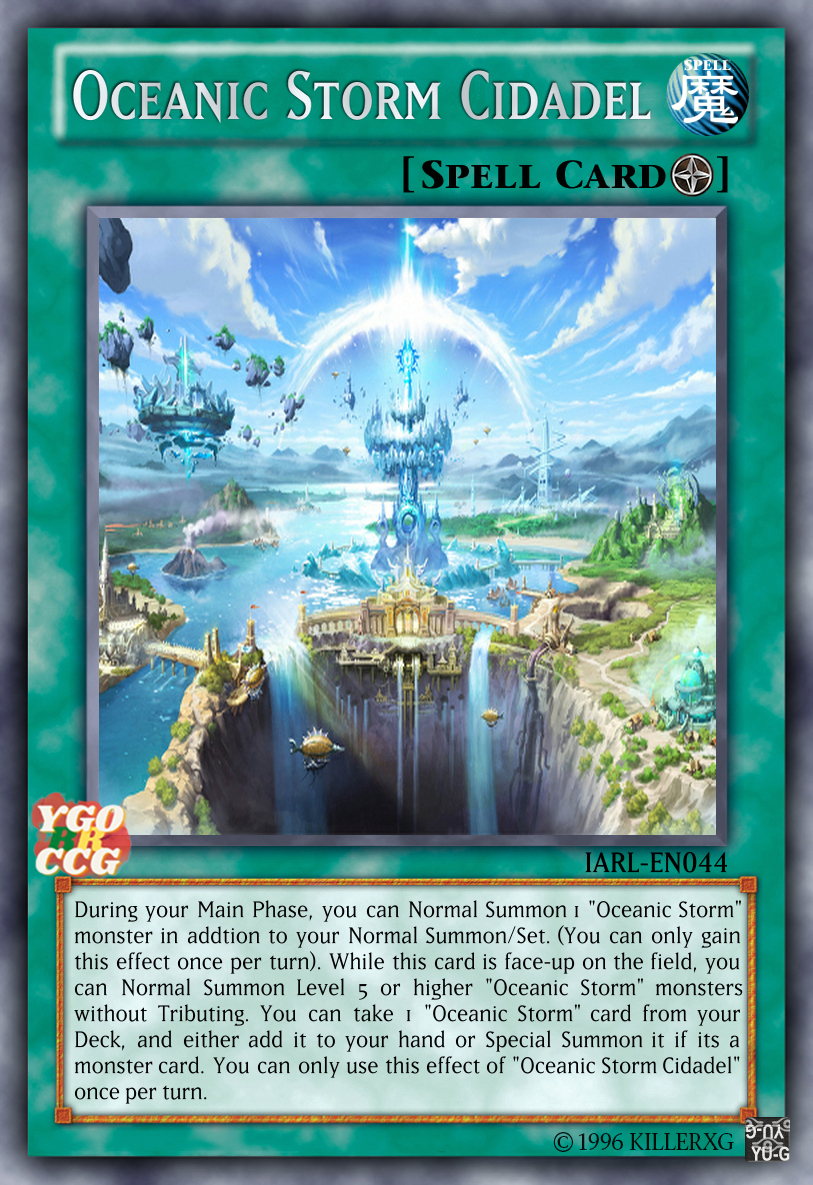 OCEANIC STORM CIDADEL
SPELL
魔
[SPELL CARD]
YGO
RR
CCG
IARL-EN044
During your Main Phase, you can Normal Summon 1 "Oceanic Storm"
monster in addtion to your Normal Summon/Set. (You can only gain
this effect once per turn). While this card is face-up on the field, you
can Normal Summon Level 5 or higher "Oceanic Storm" monsters
without Tributing. You can take 1 "Oceanic Storm" card from your
Deck, and either add it to your hand or Special Summon it if its a
monster card. You can only use this effect of "Oceanic Storm Cidadel"
once per turn.
© 1996 KILLERXG
YU-G